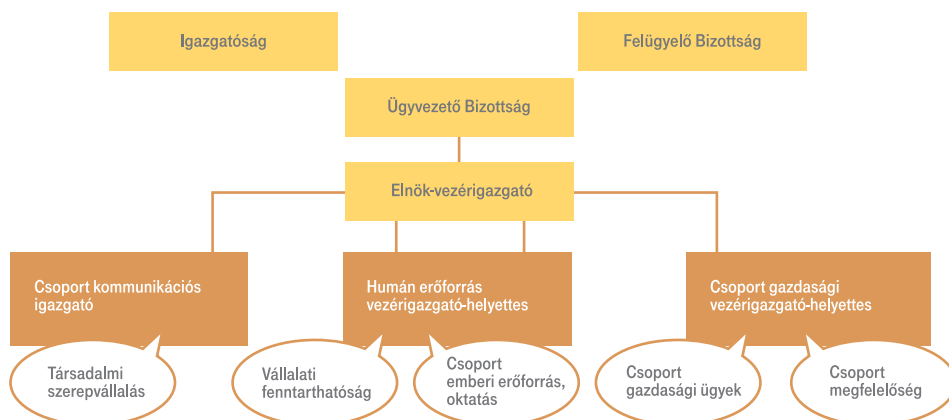 Igazgatóság
Felügyelő Bizottság
Ügyvezető Bizottság
Elnök-vezérigazgató
Csoport kommunikációs
igazgató
Humán erőforrás
vezérigazgató-helyettes
Csoport gazdasági
vezérigazgató-helyettes
Társadalmi
szerepvállalás
Vállalati
fenntarthatóság
Csoport
emberi erőforrás,
oktatás
Csoport
gazdasági ügyek
Csoport
megfelelőség